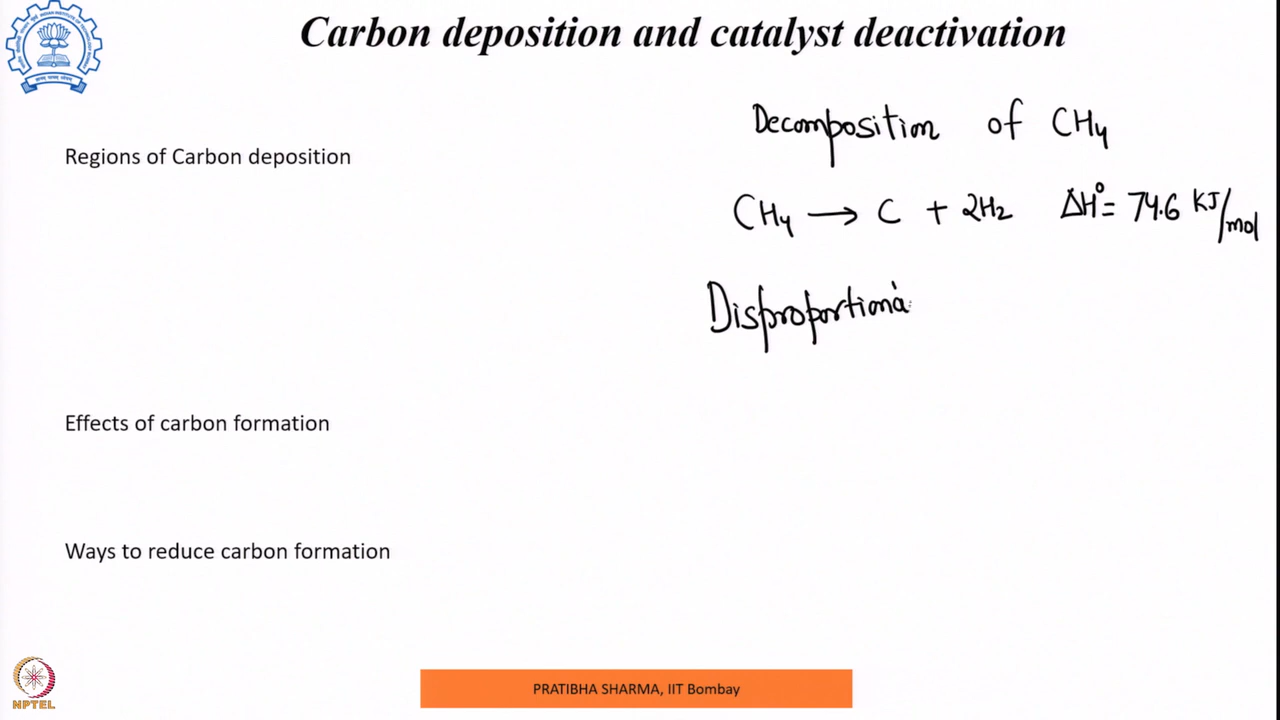 Carbon deposition and catalyst deactivation
Decomposition of CH4
Regions of Carbon deposition
CH4 → C + 2H2 ΔH° = 74.6 KJ/mol
Disproportiona
Effects of carbon formation
Ways to reduce carbon formation
PRATIBHA SHARMA, IIT Bombay
NPTEL